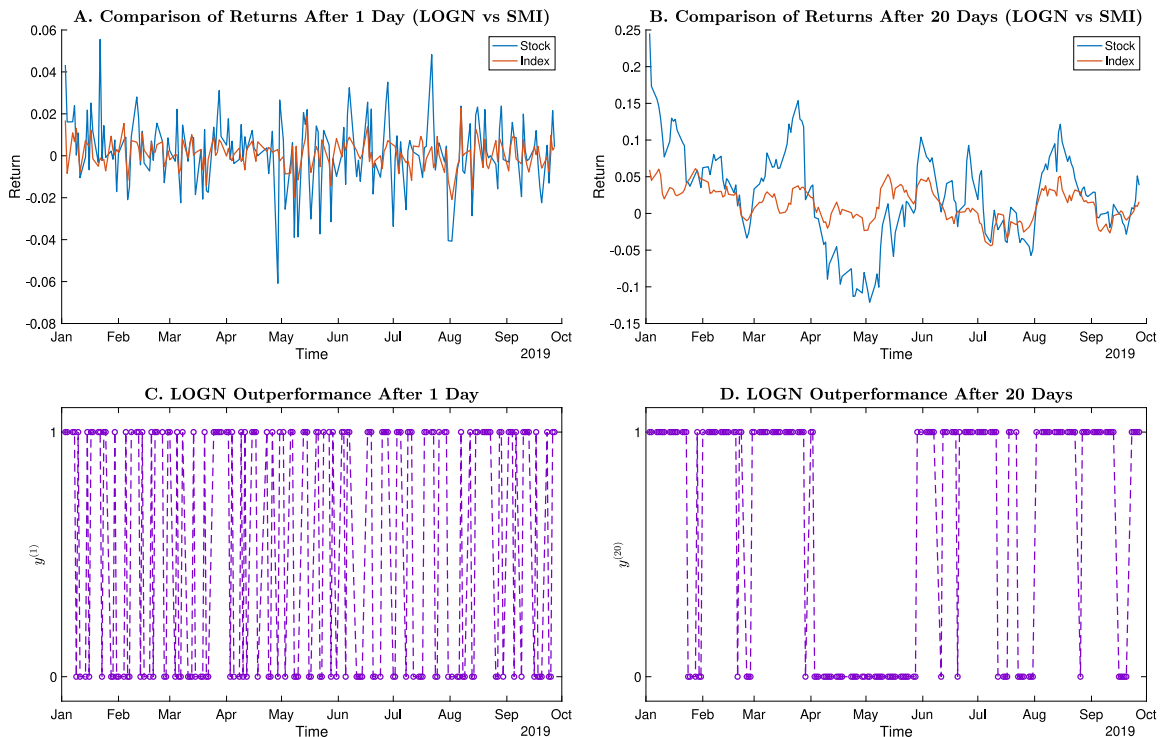 A. Comparison of Returns After 1 Day (LOGN vs SMI)
0.06
0.04
0.02
0
-0.02
-0.04
-0.06
-0.08
Return
Stock
Index
Jan Feb Mar Apr May Jun Jul Aug Sep Oct
Time
2019
B. Comparison of Returns After 20 Days (LOGN vs SMI)
0.25
0.2
0.15
0.1
0.05
0
-0.05
-0.1
-0.15
Return
Stock
Index
Jan Feb Mar Apr May Jun Jul Aug Sep Oct
Time
2019
C. LOGN Outperformance After 1 Day
1
0
y^(1)
Jan Feb Mar Apr May Jun Jul Aug Sep Oct
Time
2019
D. LOGN Outperformance After 20 Days
1
0
y^(20)
Jan Feb Mar Apr May Jun Jul Aug Sep Oct
Time
2019